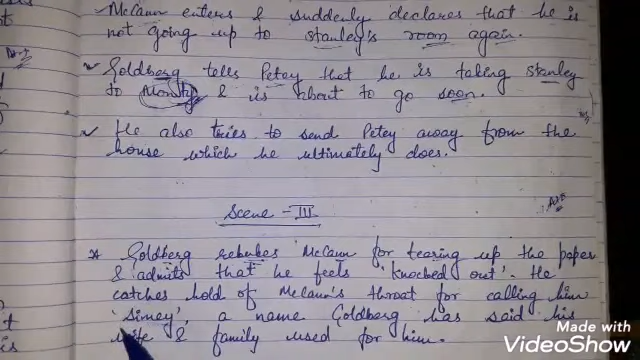 McCann enters & suddenly declares that he is
not going up to stanley's room again.
Goldberg tells Petey that he is taking stanley
to Monty & is about to go soon.
He also tries to send Petey away from the
house which he ultimately does.
Scene - III
Goldberg rebukes McCann for tearing up the paper
& admits that he feels 'knocked out'. He
catches hold of McCann's throat for calling him
'Simey', a name Goldberg has said his
wife & family used for him.
Made with
VideoShow